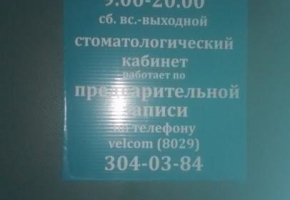 9.00-20.00
сб. вс.-выходной
стоматологический
кабинет
работает по
предварительной
записи
по телефону
velcom (8029)
304-03-84